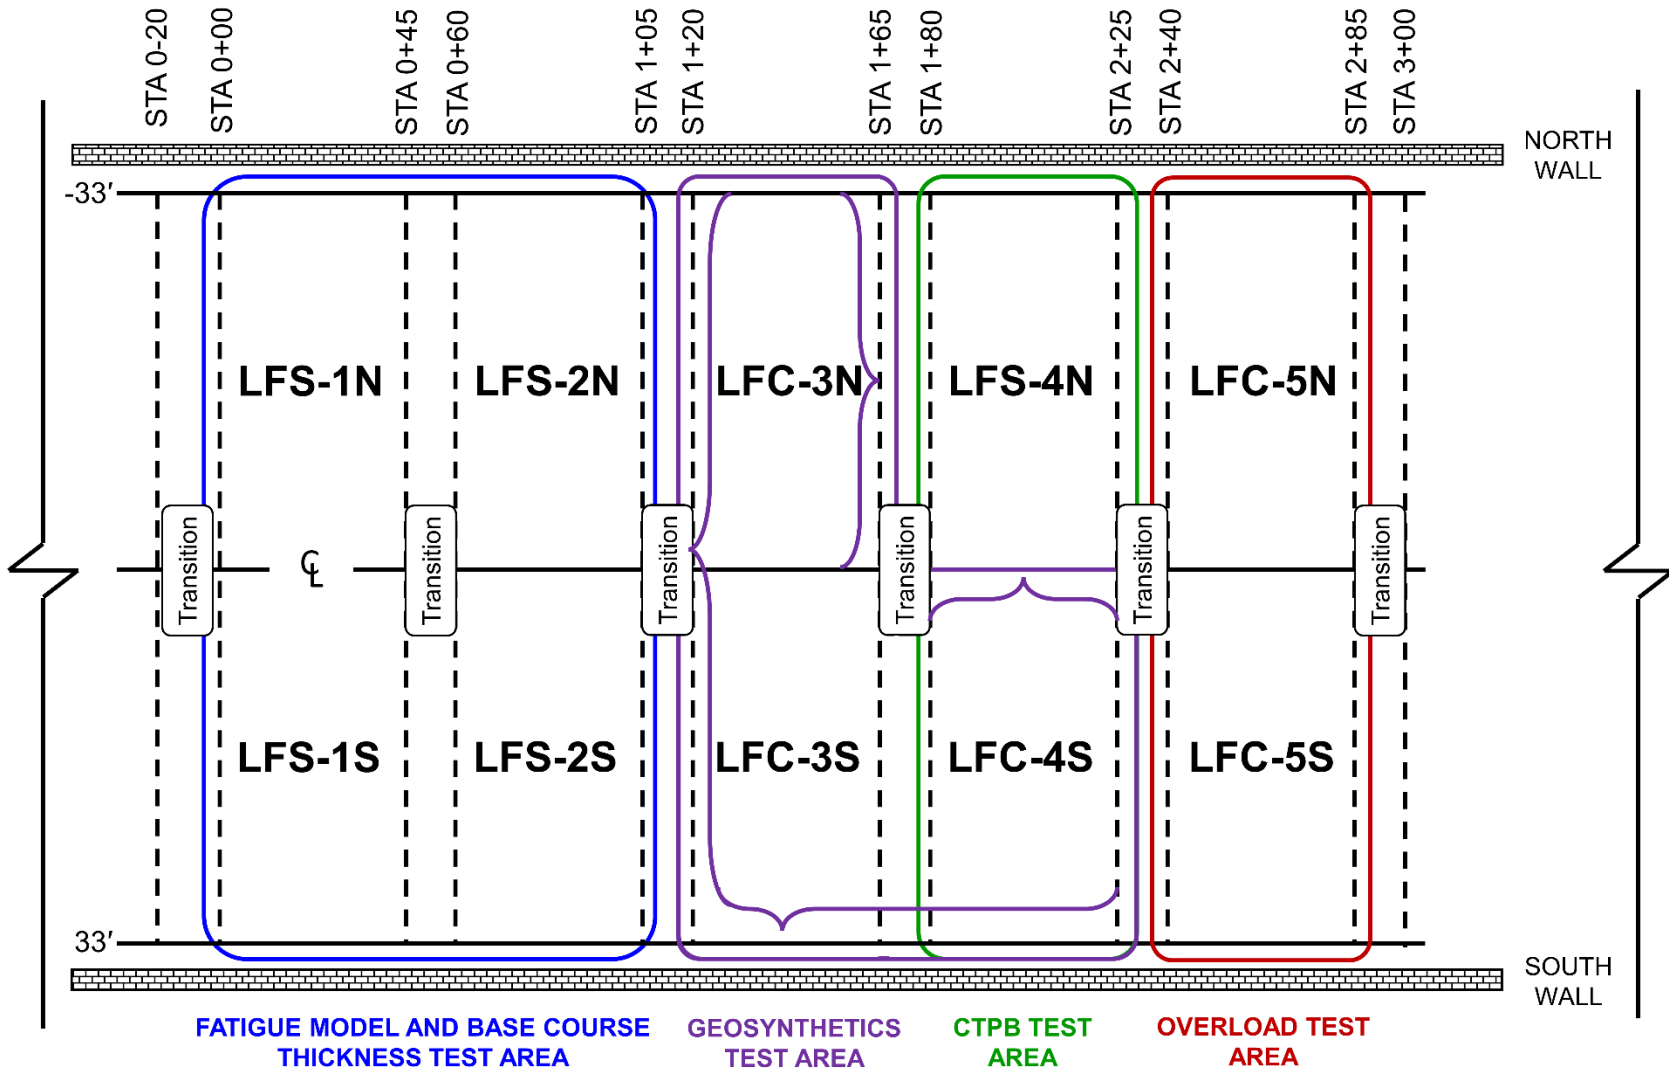 STA 0-20
STA 0+00
STA 0+45
STA 0+60
STA 1+05
STA 1+20
STA 1+65
STA 1+80
STA 2+25
STA 2+40
STA 2+85
STA 3+00
NORTH
WALL
-33′
LFS-1N
LFS-2N
LFC-3N
LFS-4N
LFC-5N
Transition
℄
Transition
Transition
Transition
Transition
Transition
LFS-1S
LFS-2S
LFC-3S
LFC-4S
LFC-5S
33′
SOUTH
WALL
FATIGUE MODEL AND BASE COURSE
THICKNESS TEST AREA
GEOSYNTHETICS
TEST AREA
CTPB TEST
AREA
OVERLOAD TEST
AREA